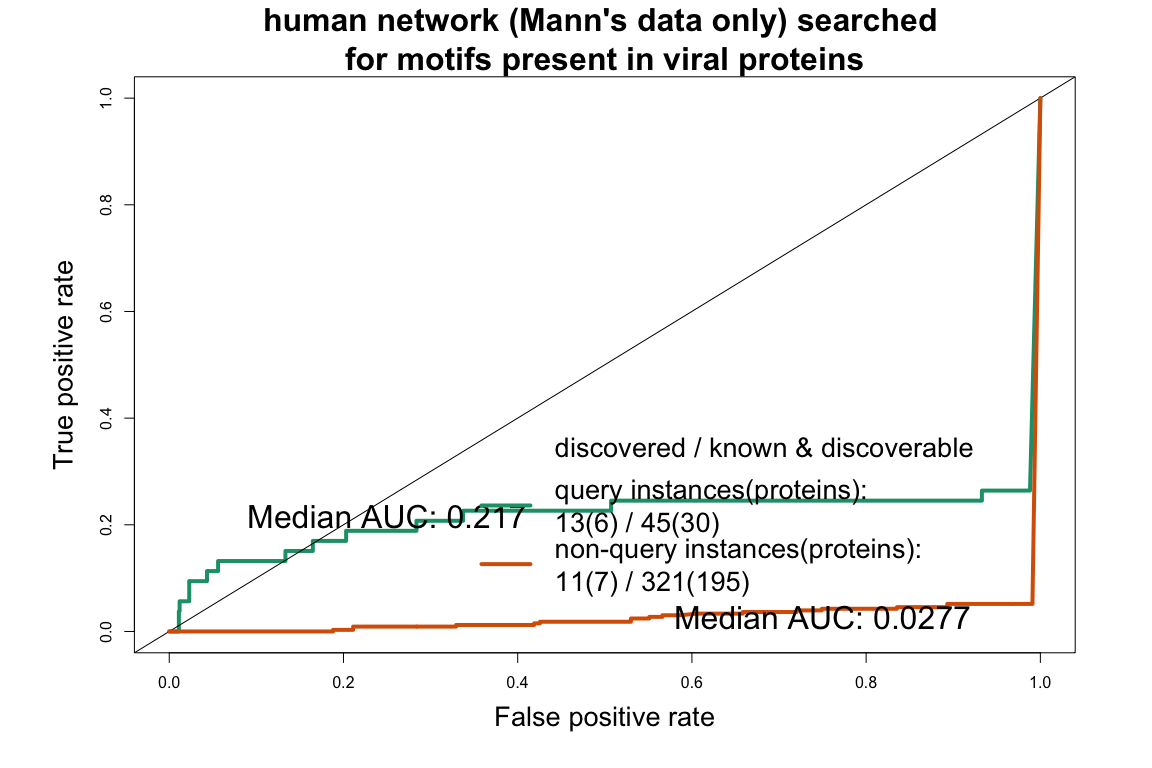 human network (Mann's data only) searched
for motifs present in viral proteins
True positive rate
1.0
0.8
0.6
0.4
0.2
0.0
discovered / known & discoverable
query instances(proteins):
13(6) / 45(30)
non-query instances(proteins):
11(7) / 321(195)
Median AUC: 0.217
Median AUC: 0.0277
0.0 0.2 0.4 0.6 0.8 1.0
False positive rate